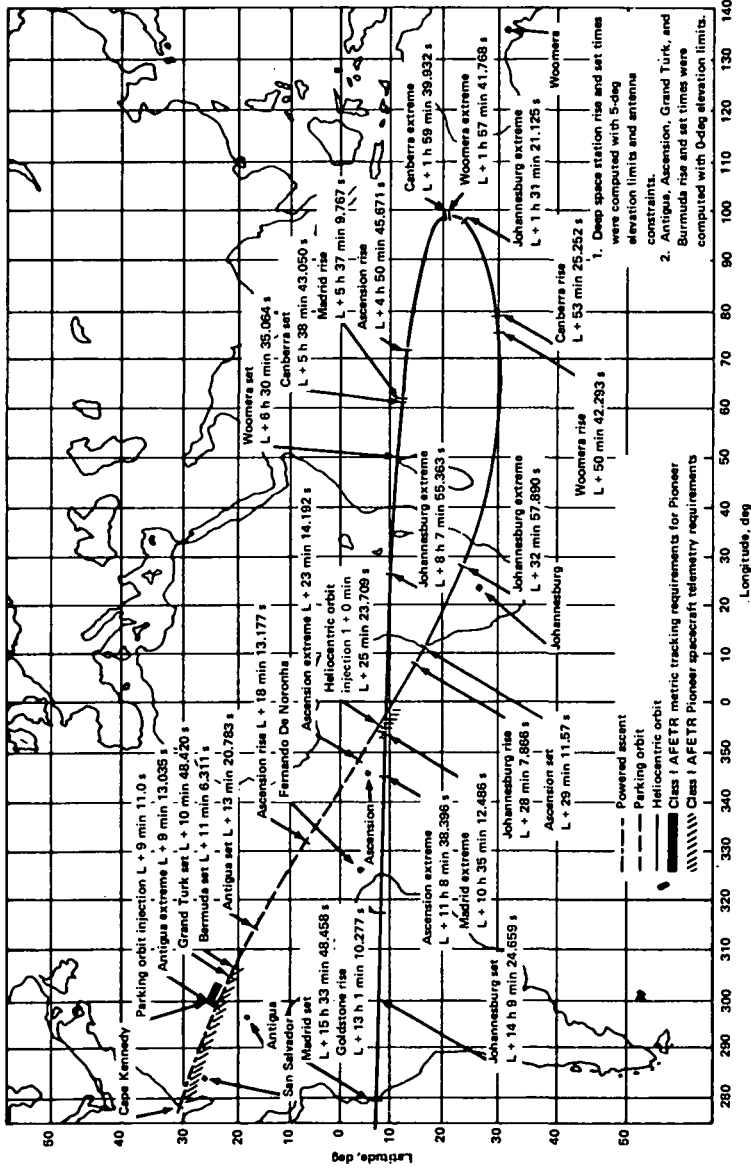 Cape Kennedy
Parking orbit injection L + 9 min 11.0 s
Antigua extreme L + 9 min 13,035 s
Grand Turk set L + 10 min 48.420 s
Bermuda set L + 11 min 6.311 s
Antigua set L + 13 min 20.783 s
Ascension rise L + 18 min 13.177 s
Fernando De Noronha
Ascension extreme L + 23 min 14.192 s
Heliocentric orbit
injection 1 + 0 min
L + 25 min 23.709 s
Woomera set
L + 6 h 30 min 35.064 s
Canberra set
L + 5 h 38 min 43.050 s
Madrid rise
L + 5 h 37 min 9.767 s
Ascension rise
L + 4 h 50 min 45.671 s
Canberra extreme
L + 1 h 59 min 39.932 s
Woomera extreme
L + 1 h 57 min 41.768 s
Woomera
Johannesburg extreme
L + 1 h 31 min 21.125 s
Antigua
San Salvador
Madrid set
L + 15 h 33 min 48.458 s
Goldstone rise
L + 13 h 1 min 10.277 s
Ascension
Johannesburg extreme
L + 8 h 7 min 55.363 s
Johannesburg extreme
L + 32 min 57.890 s
Johannesburg
Canberra rise
L + 53 min 25.252 s
Woomera rise
L + 50 min 42.293 s
Johannesburg rise
L + 28 min 7.866 s
Ascension set
L + 29 min 11.57 s
Ascension extreme
L + 11 h 8 min 38.396 s
Madrid extreme
L + 10 h 35 min 12.486 s
Johannesburg set
L + 14 h 9 min 24.659 s
Powered ascent
Parking orbit
Heliocentric orbit
Class I AFETR metric tracking requirements for Pioneer
Class I AFETR Pioneer spacecraft telemetry requirements
1. Deep space station rise and set times
were computed with 5-deg
elevation limits and antenna
constraints.
2. Antigua, Ascension, Grand Turk, and
Burmuda rise and set times were
computed with 0-deg elevation limits.
Latitude, deg
50
40
30
20
10
0
10
20
30
40
50
280 290 300 310 320 330 340 350 0 10 20 30 40 50 60 70 80 90 100 110 120 130 140
Longitude, deg